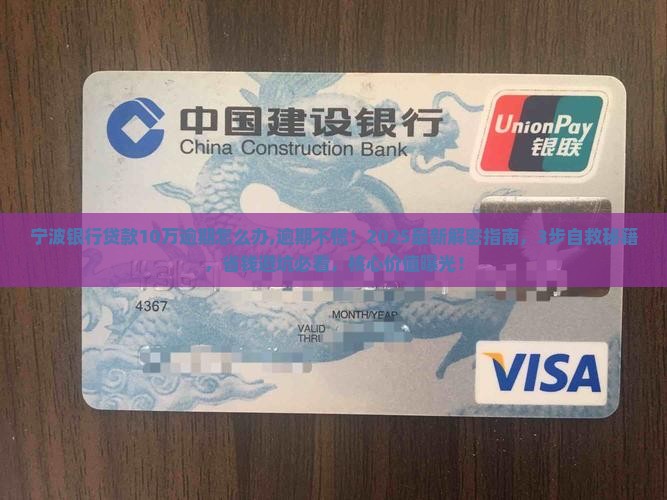 中国建设银行
China Construction Bank
UnionPay
银联
宁波银行贷款10万逾期怎么办,逾期不慌！2025最新解密指南，3步自救秘籍
，省钱避坑必看，核心价值曝光！
4367
MONTH/YEAR
VALID
THRU
VISA